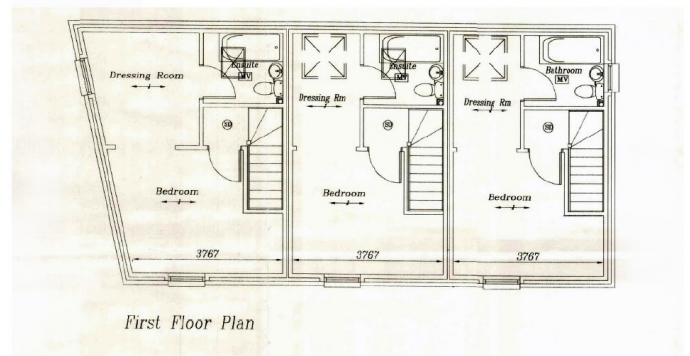 Ensuite
MV
Dressing Room
SD
Bedroom
3767
Ensuite
MV
Dressing Rm
SD
Bedroom
3767
Bathroom
MV
Dressing Rm
SD
Bedroom
3767
First Floor Plan